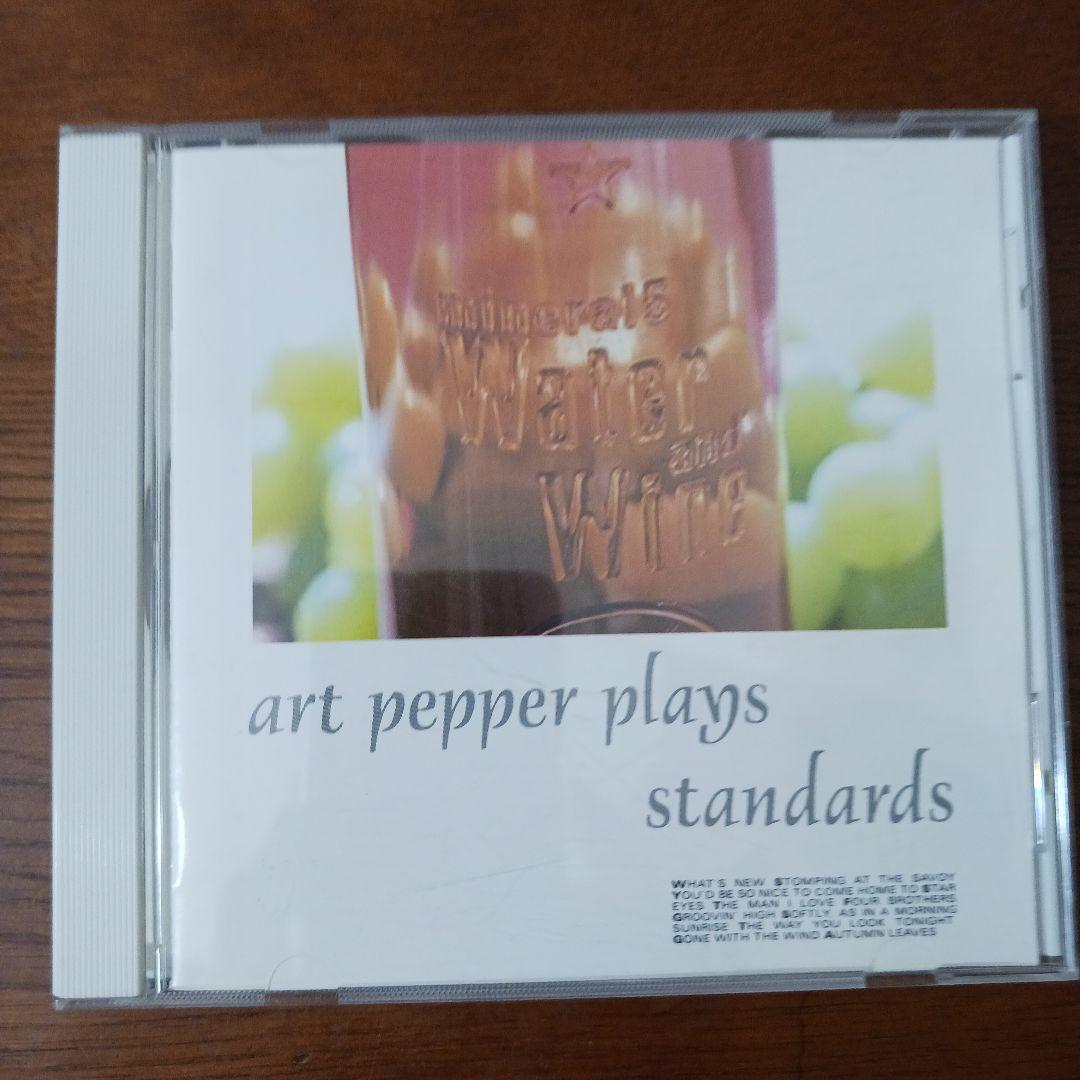 minerals
Water
and
Wine
art pepper plays
standards
WHAT'S NEW STOMPING AT THE SAVOY
YOU'D BE SO NICE TO COME HOME TO STAR
EYES THE MAN I LOVE FOUR BROTHERS
GROOVIN' HIGH SOFTLY, AS IN A MORNING
SUNRISE THE WAY YOU LOOK TONIGHT
GONE WITH THE WIND AUTUMN LEAVES